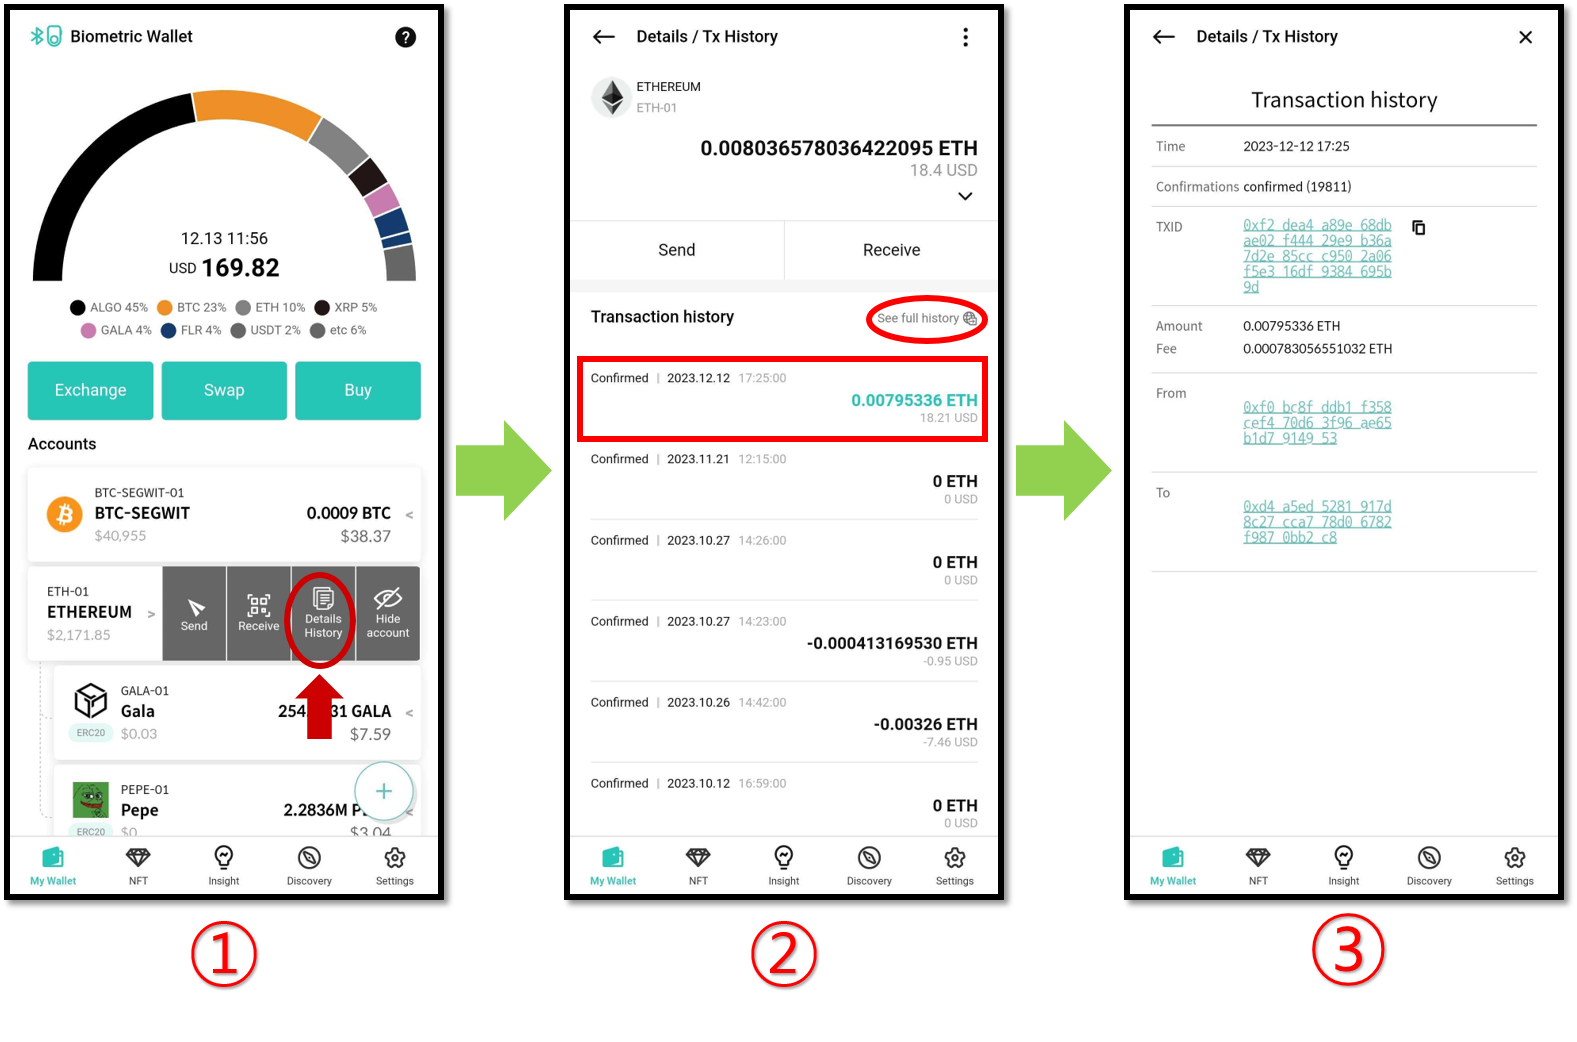 Biometric Wallet
?
12.13 11:56
USD 169.82
ALGO 45% BTC 23% ETH 10% XRP 5%
GALA 4% FLR 4% USDT 2% etc 6%
Exchange
Swap
Buy
Accounts
BTC-SEGWIT-01
BTC-SEGWIT
0.0009 BTC <
$40,955
$38.37
ETH-01
ETHEREUM >
$2,171.85
Send
Receive
Details
History
Hide
account
GALA-01
Gala
GALA <
ERC20
$0.03
$7.59
PEPE-01
Pepe
2.2836M
<
ERC20
$0
$3.04
My Wallet
NFT
Insight
Discovery
Settings
①
Details / Tx History
ETHEREUM
ETH-01
0.008036578036422095 ETH
18.4 USD
Send
Receive
Transaction history
See full history
Confirmed | 2023.12.12 17:25:00
0.00795336 ETH
18.21 USD
Confirmed | 2023.11.21 12:15:00
0 ETH
0 USD
Confirmed | 2023.10.27 14:26:00
0 ETH
0 USD
Confirmed | 2023.10.27 14:23:00
-0.000413169530 ETH
-0.95 USD
Confirmed | 2023.10.26 14:42:00
-0.00326 ETH
-7.46 USD
Confirmed | 2023.10.12 16:59:00
0 ETH
0 USD
My Wallet
NFT
Insight
Discovery
Settings
②
Details / Tx History
Transaction history
Time 2023-12-12 17:25
Confirmations confirmed (19811)
TXID
0xf2 dea4 a89e 68db
ae02 f444 29e9 b36a
7d2e 85cc c950 2a06
f5e3 16df 9384 695b
9d
Amount 0.00795336 ETH
Fee 0.000783056551032 ETH
From
0xf0 bc8f ddb1 f358
cef4 70d6 3f96 ae65
b1d7 9149 53
To
0xd4 a5ed 5281 917d
8c27 cca7 78d0 6782
f987 0bb2 c8
My Wallet
NFT
Insight
Discovery
Settings
③